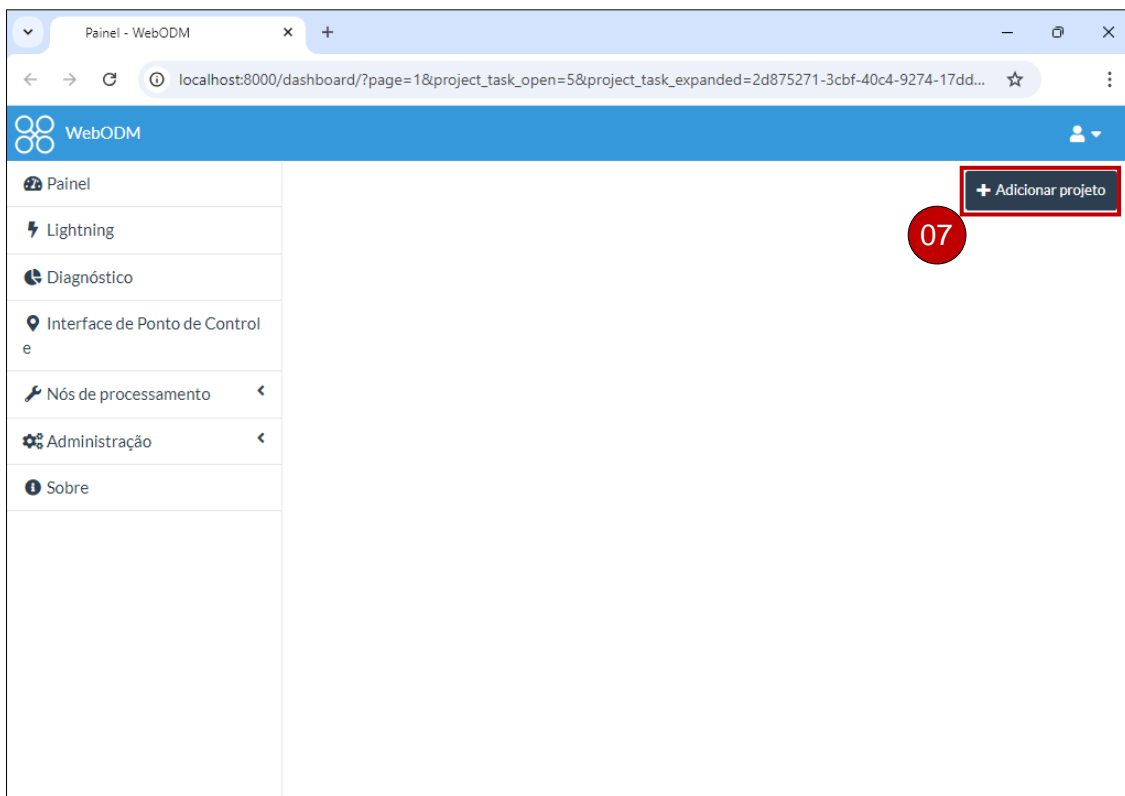 Painel - WebODM
localhost:8000/dashboard/?page=1&project_task_open=5&project_task_expanded=2d875271-3cbf-40c4-9274-17dd...
WebODM
Painel
Adicionar projeto
07
Lightning
Diagnóstico
Interface de Ponto de Control
e
Nós de processamento
Administração
Sobre